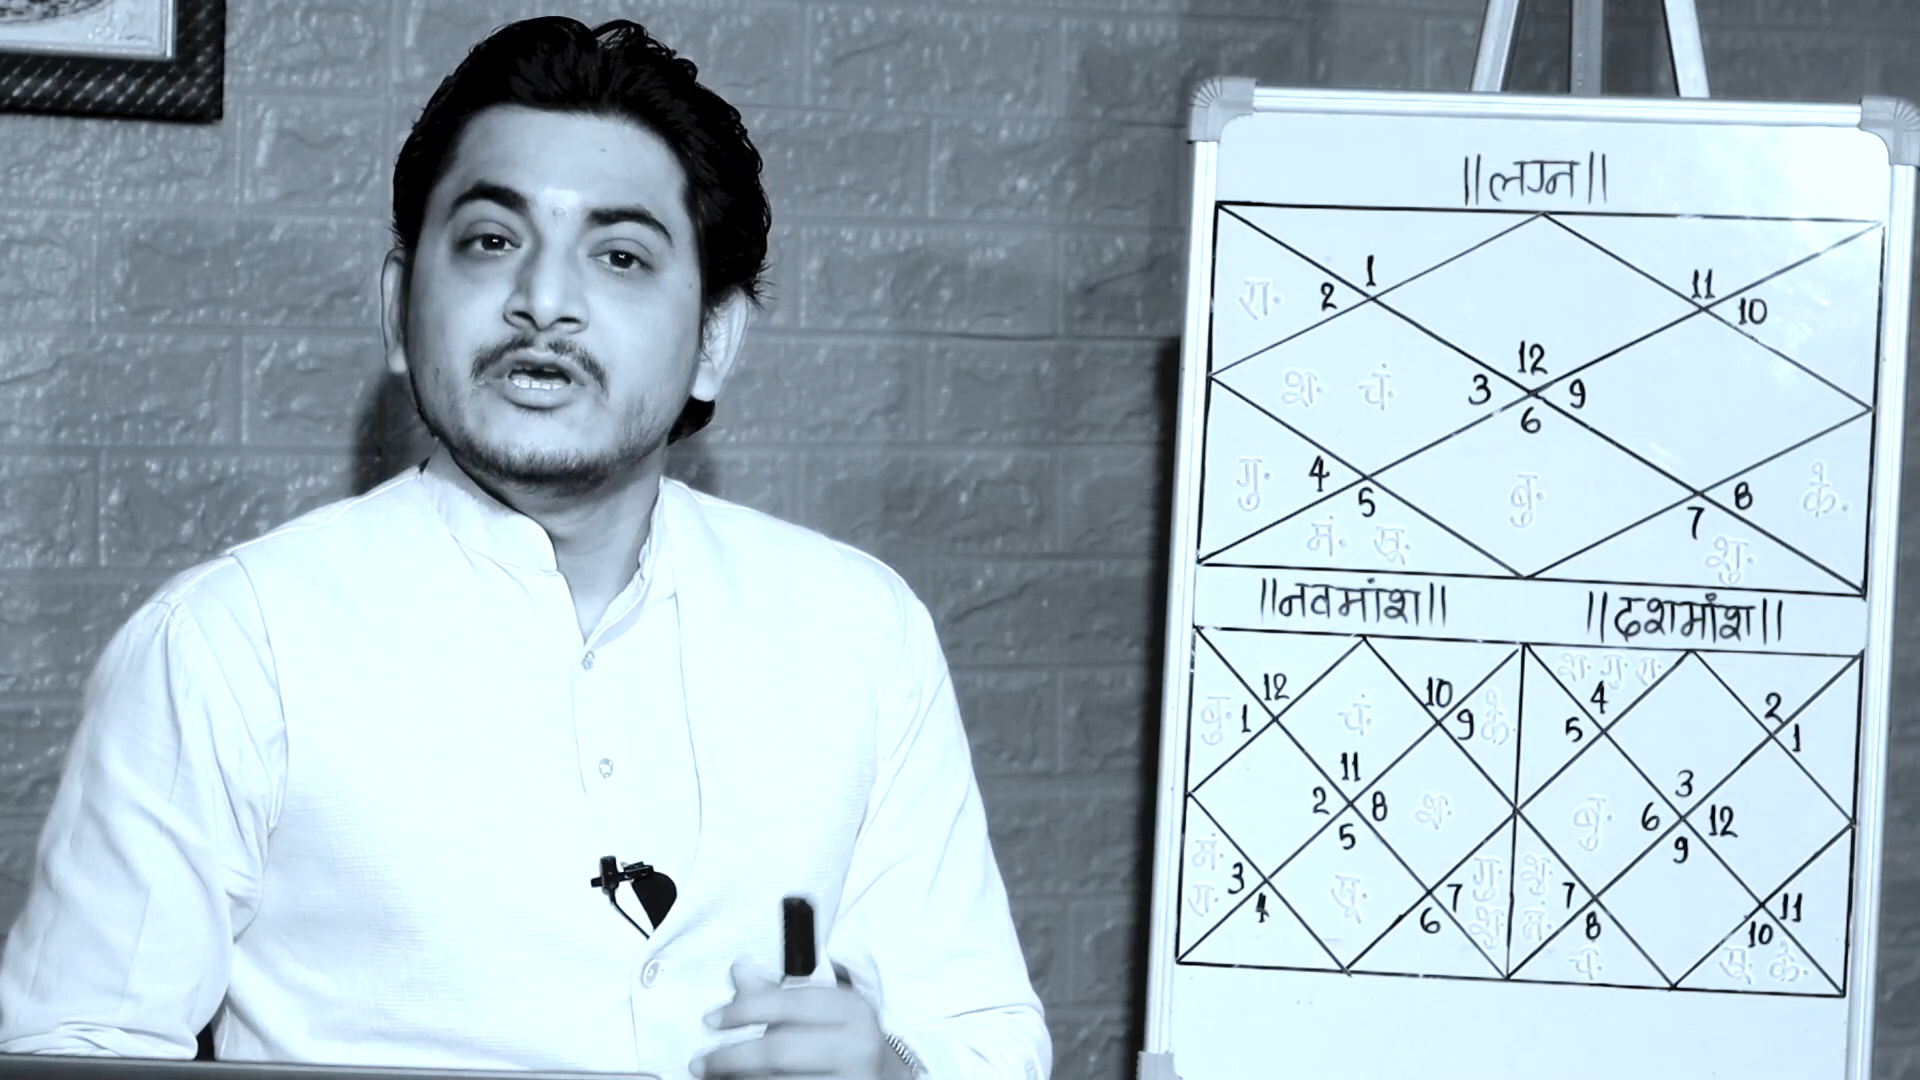 ||लग्न||
1 11
रा. 2 10
12
श. चं. 3 9
6
गु. 4 8 के.
5 बु. 7
मं. सू. शु.
||नवमांश|| ||दशमांश||
श. गु. रा.
12 10 4 2
बु. 1 चं. 9 के. 5 1
11 3
2 8 श. बु. 6 12
5 9
मं. 3 7 गु. शु. 7 11
रा. 4 सू. 6 शु. मं. 8 10
चं. सू. के.